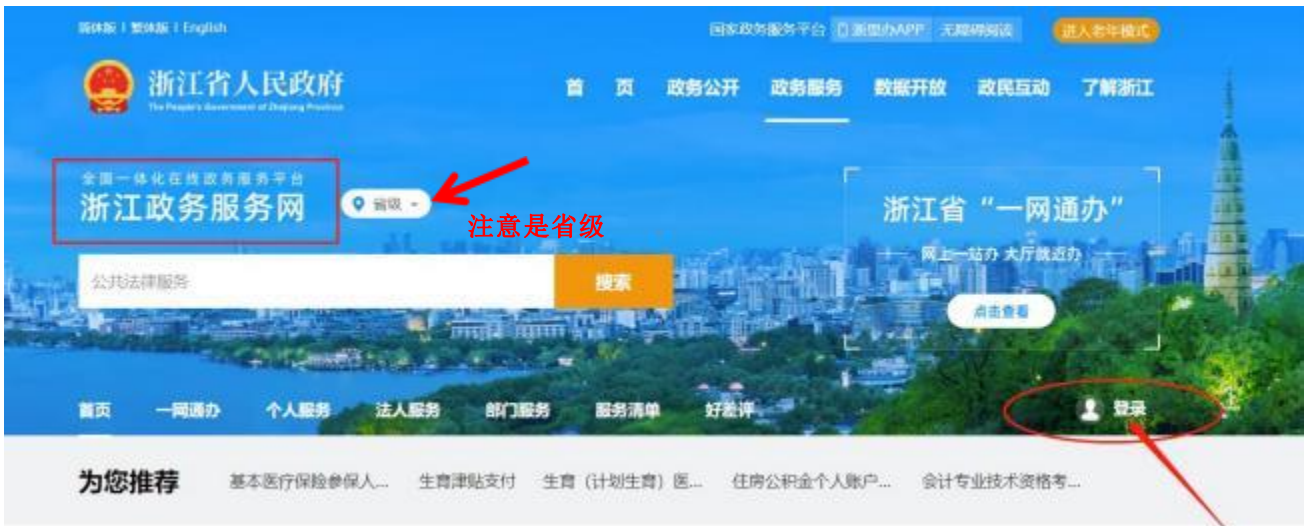 简体版 | 繁体版 | English
国家政务服务平台 浙里办APP 无障碍阅读 进入老年模式
浙江省人民政府
The People's Government of Zhejiang Province
首 页 政务公开 政务服务 数据开放 政民互动 了解浙江
全国一体化在线政务服务平台
浙江政务服务网
省级
注意是省级
浙江省“一网通办”
网上一站办 大厅就近办
公共法律服务
搜索
点击查看
首页 一网通办 个人服务 法人服务 部门服务 服务清单 好差评
登录
为您推荐 基本医疗保险参保人... 生育津贴支付 生育（计划生育）医... 住房公积金个人账户... 会计专业技术资格考...